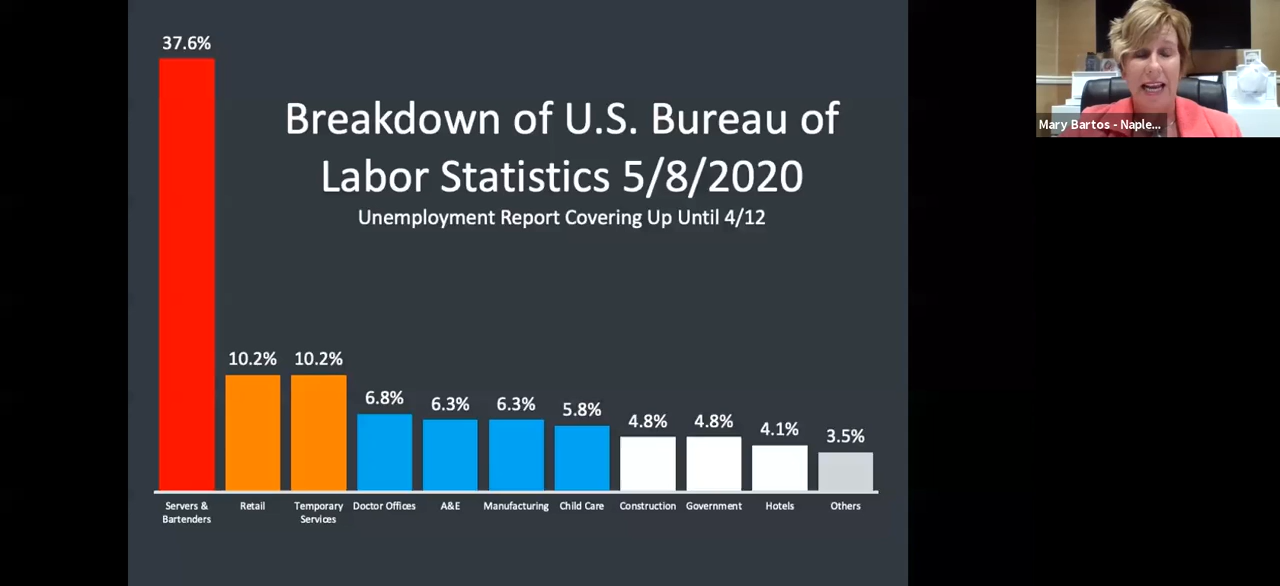 37.6%
Breakdown of U.S. Bureau of
Labor Statistics 5/8/2020
Unemployment Report Covering Up Until 4/12
10.2%
10.2%
6.8%
6.3%
6.3%
5.8%
4.8%
4.8%
4.1%
3.5%
Servers &
Bartenders
Retail
Temporary
Services
Doctor Offices
A&E
Manufacturing
Child Care
Construction
Government
Hotels
Others
Mary Bartos - Naple...